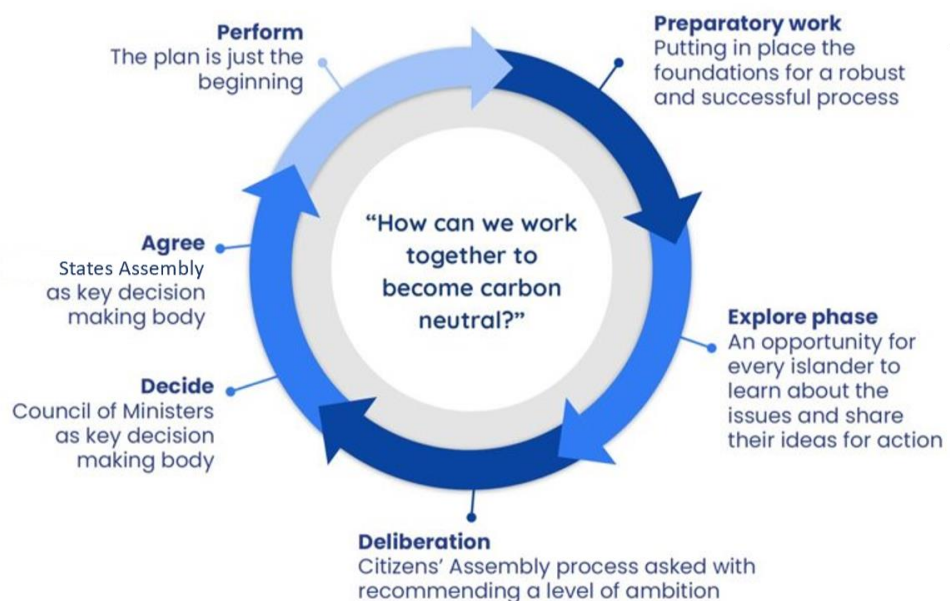 Perform
The plan is just the
beginning
Preparatory work
Putting in place the
foundations for a robust
and successful process
“How can we work
together to
become carbon
neutral?”
Agree
States Assembly
as key decision
making body
Explore phase
An opportunity for
every islander to
learn about the
issues and share
their ideas for action
Decide
Council of Ministers
as key decision
making body
Deliberation
Citizens’ Assembly process asked with
recommending a level of ambition